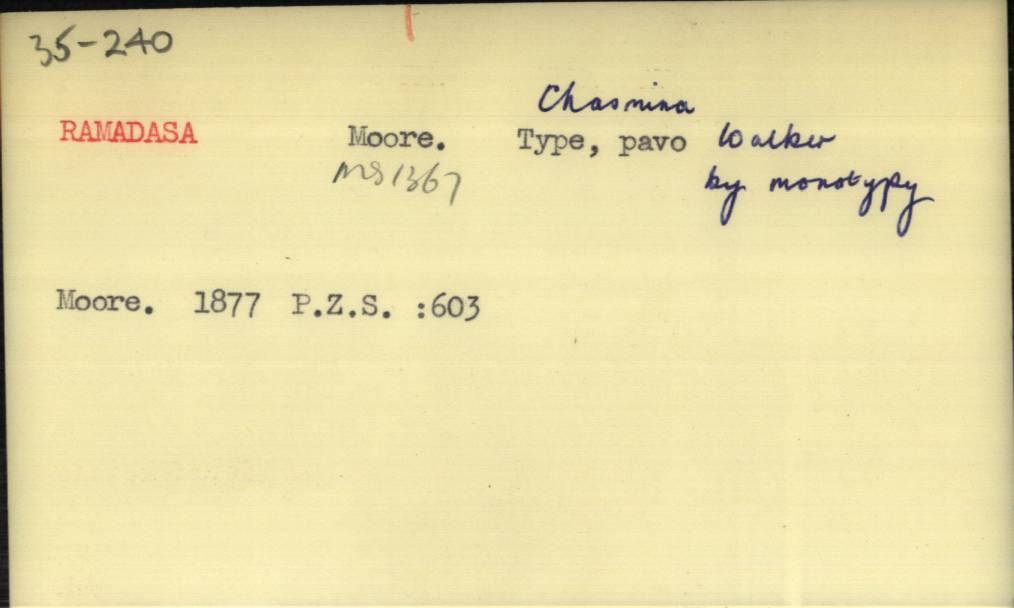 35-240
Chasmina
RAMADASA Moore. Type, pavo Walker
MS 1367 by monotypy
Moore. 1877 P.Z.S. :603